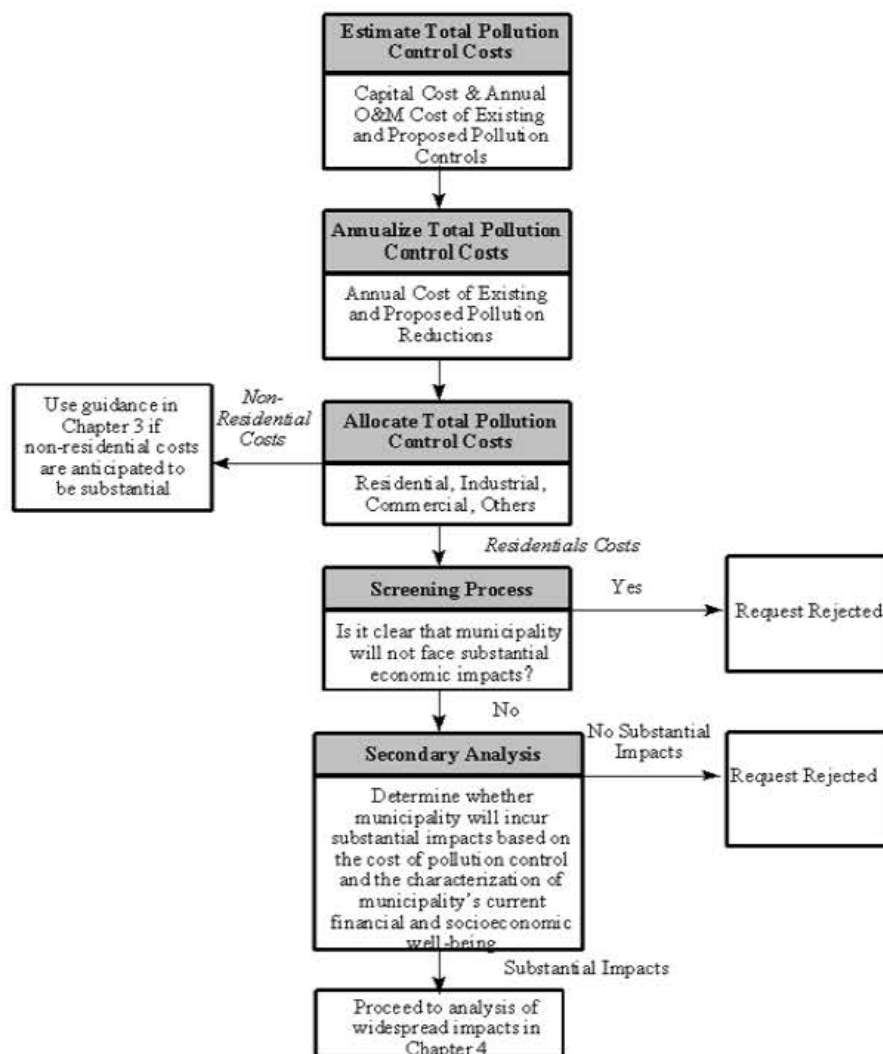 Estimate Total Pollution
Control Costs
Capital Cost & Annual
O&M Cost of Existing
and Proposed Pollution
Controls
Annualize Total Pollution
Control Costs
Annual Cost of Existing
and Proposed Pollution
Reductions
Use guidance in
Chapter 3 if
non-residential costs
are anticipated to
be substantial
Non-
Residential
Costs
Allocate Total Pollution
Control Costs
Residential, Industrial,
Commercial, Others
Residentials Costs
Screening Process
Is it clear that municipality
will not face substantial
economic impacts?
Yes
Request Rejected
No
Secondary Analysis
Determine whether
municipality will incur
substantial impacts based on
the cost of pollution control
and the characterization of
municipality's current
financial and socioeconomic
well-being
No Substantial
Impacts
Request Rejected
Substantial Impacts
Proceed to analysis of
widespread impacts in
Chapter 4